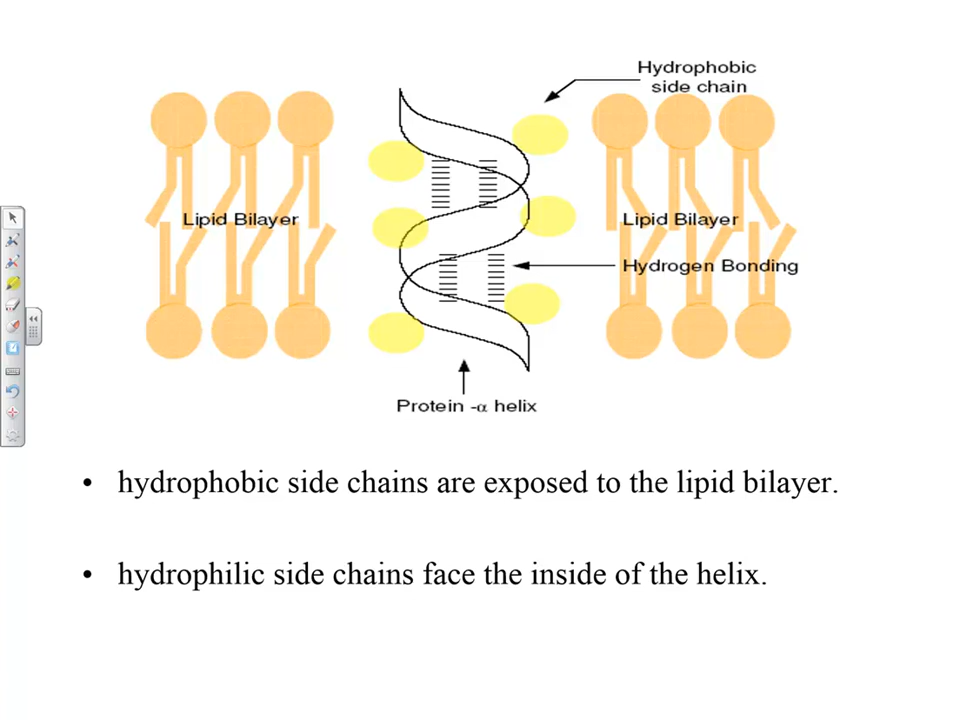 Hydrophobic
side chain
Lipid Bilayer
Lipid Bilayer
Hydrogen Bonding
Protein -α helix
• hydrophobic side chains are exposed to the lipid bilayer.
• hydrophilic side chains face the inside of the helix.